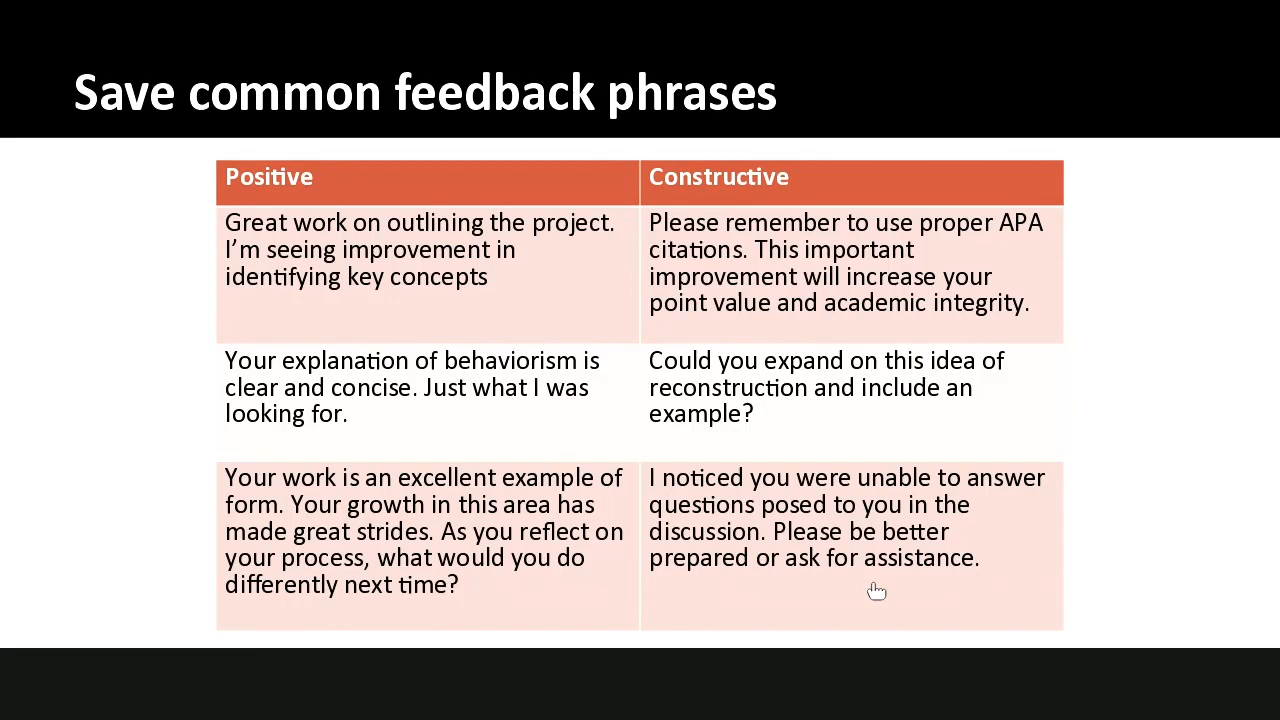 Save common feedback phrases
Positive
Constructive
Great work on outlining the project.
I’m seeing improvement in
identifying key concepts
Please remember to use proper APA
citations. This important
improvement will increase your
point value and academic integrity.
Your explanation of behaviorism is
clear and concise. Just what I was
looking for.
Could you expand on this idea of
reconstruction and include an
example?
Your work is an excellent example of
form. Your growth in this area has
made great strides. As you reflect on
your process, what would you do
differently next time?
I noticed you were unable to answer
questions posed to you in the
discussion. Please be better
prepared or ask for assistance.